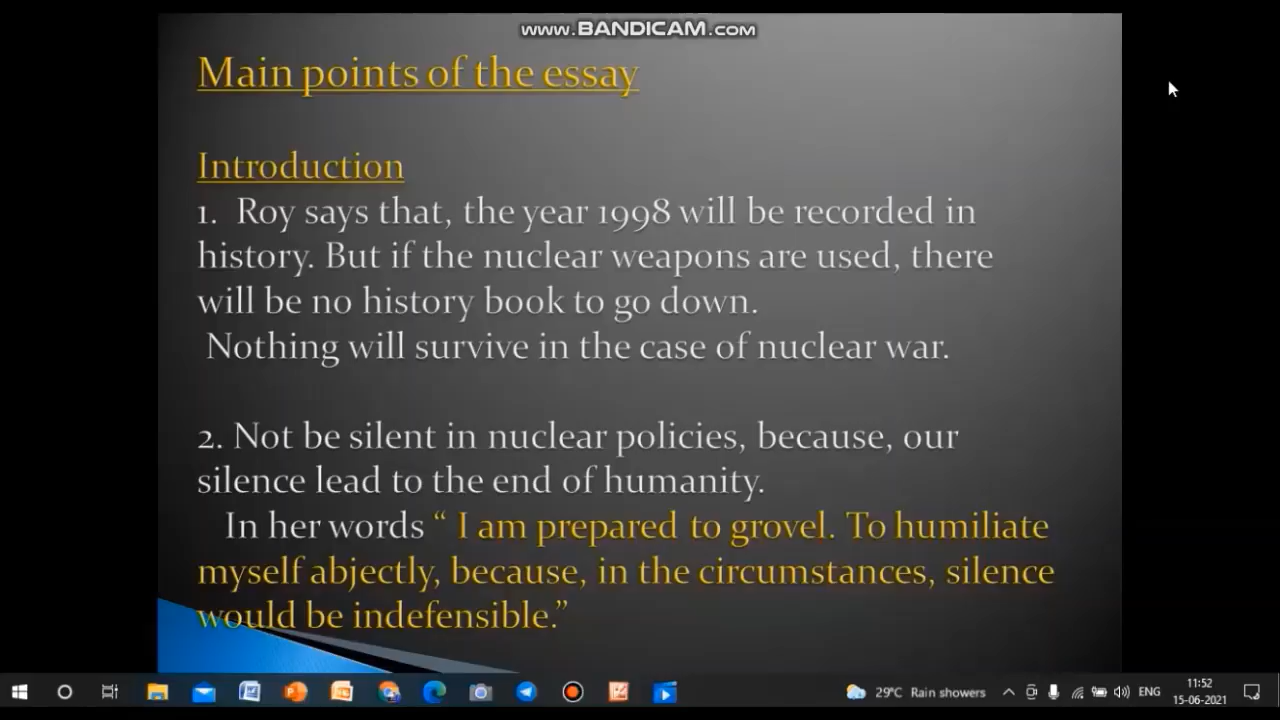 www.BANDICAM.com
Main points of the essay
Introduction
1. Roy says that, the year 1998 will be recorded in
history. But if the nuclear weapons are used, there
will be no history book to go down.
Nothing will survive in the case of nuclear war.
2. Not be silent in nuclear policies, because, our
silence lead to the end of humanity.
In her words “ I am prepared to grovel. To humiliate
myself abjectly, because, in the circumstances, silence
would be indefensible.”
29°C Rain showers
ENG
11:52
15-06-2021